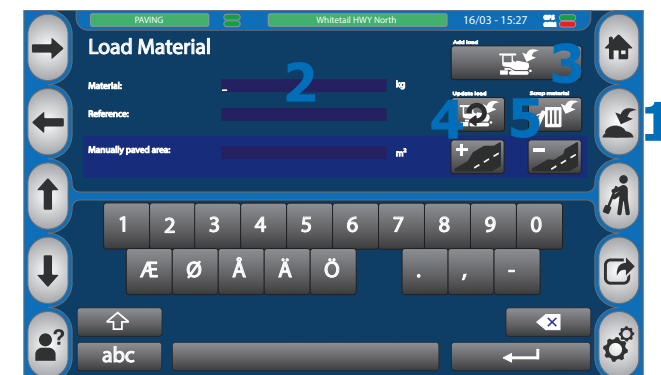 PAVING Whitetail HWY North 16/03 - 15:27
Load Material
Add load
3
Material: _ 2 kg
Update load Scrap material
Reference: 4 5 1
Manually paved area: m²
+ -
1 2 3 4 5 6 7 8 9 0
Æ Ø Å Ä Ö . , -
?
abc